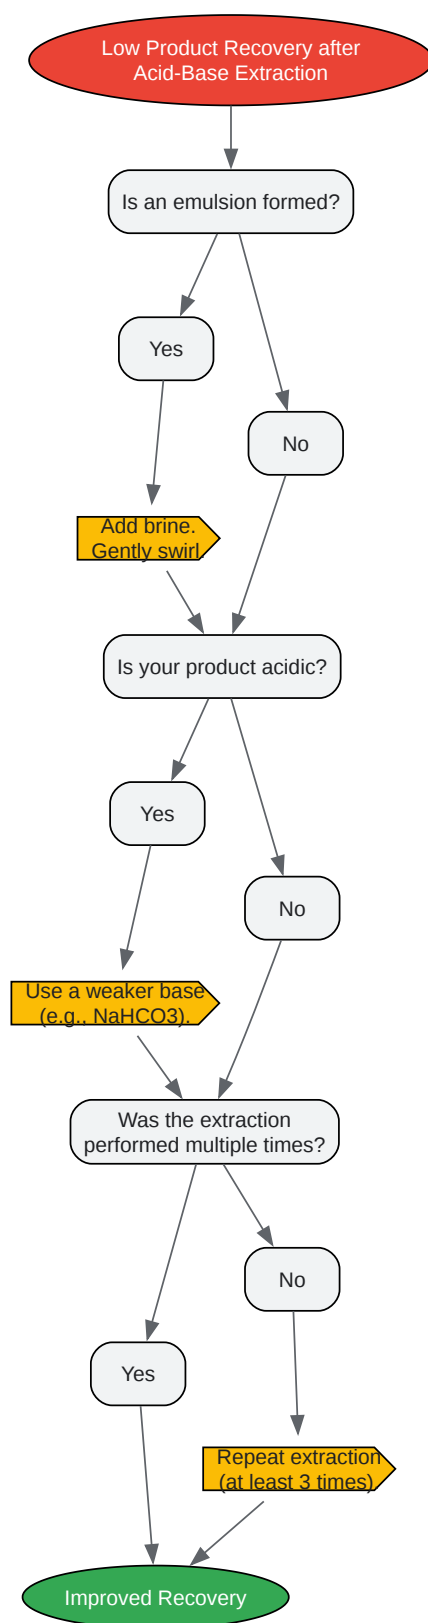 Low Product Recovery after
Acid-Base Extraction
Is an emulsion formed?
Yes
No
Add brine.
Gently swirl.
Is your product acidic?
Yes
No
Use a weaker base
(e.g., NaHCO3).
Was the extraction
performed multiple times?
No
Yes
Repeat extraction
(at least 3 times).
Improved Recovery